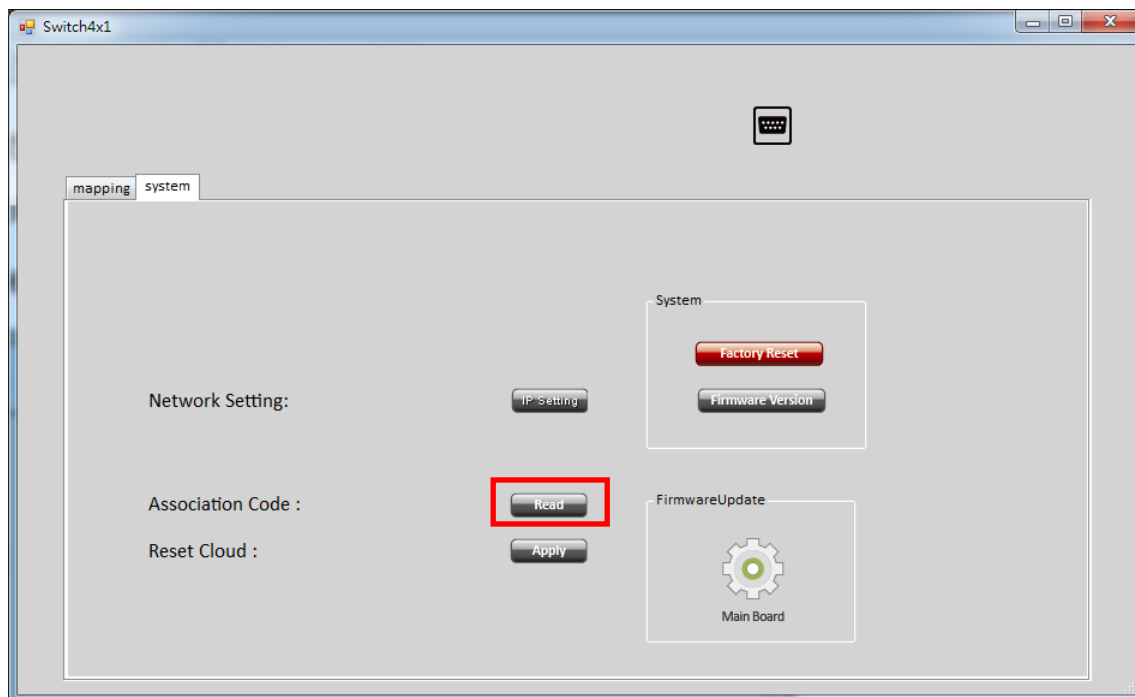 Switch4x1
mapping
system
System
Factory Reset
Network Setting:
IP Setting
Firmware Version
Association Code :
Read
FirmwareUpdate
Reset Cloud :
Apply
Main Board